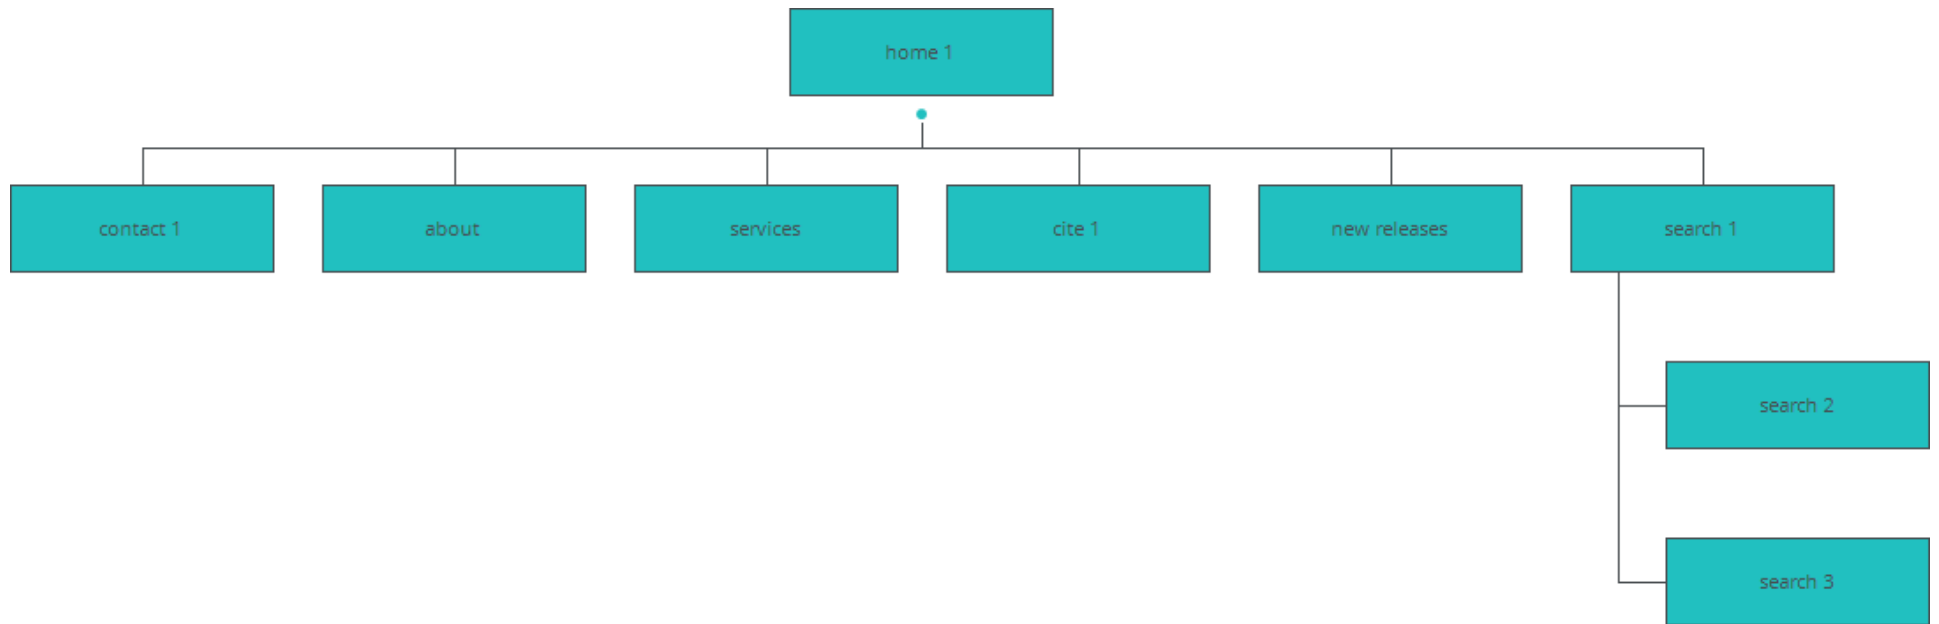 home 1
contact 1
about
services
cite 1
new releases
search 1
search 2
search 3